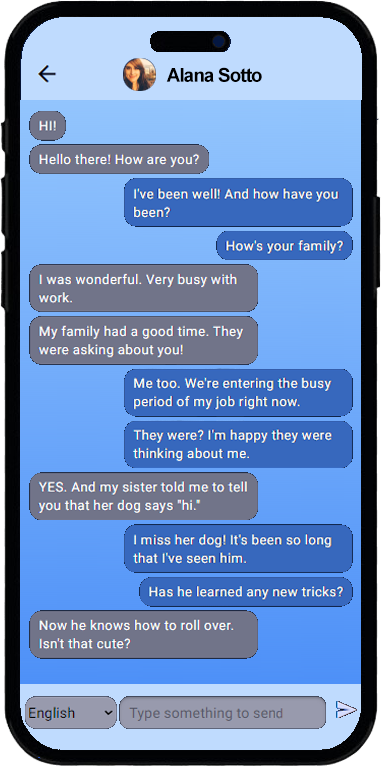 Alana Sotto
HI!
Hello there! How are you?
I've been well! And how have you
been?
How's your family?
I was wonderful. Very busy with
work.
My family had a good time. They
were asking about you!
Me too. We're entering the busy
period of my job right now.
They were? I'm happy they were
thinking about me.
YES. And my sister told me to tell
you that her dog says "hi."
I miss her dog! It's been so long
that I've seen him.
Has he learned any new tricks?
Now he knows how to roll over.
Isn't that cute?
English
Type something to send